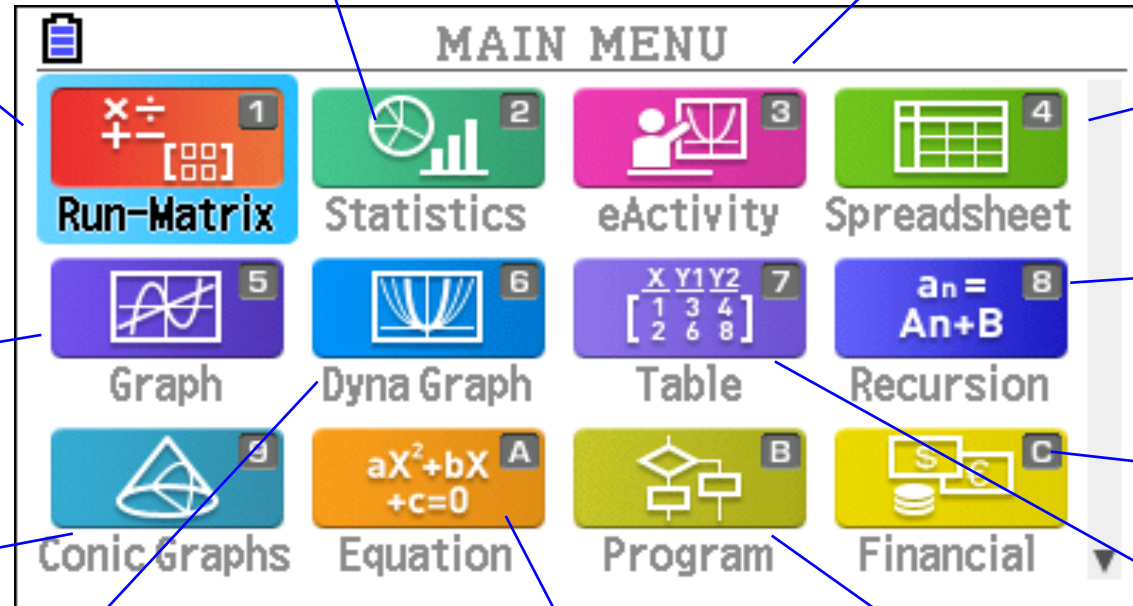 MAIN MENU
×÷ 1 2 3 4
+− [ ]
Run-Matrix Statistics eActivity Spreadsheet
5 6 X Y1 Y2 7 an= 8
1 3 4 An+B
2 6 8
Graph Dyna Graph Table Recursion
9 aX²+bX A B S C
+c=0 €
Conic Graphs Equation Program Financial